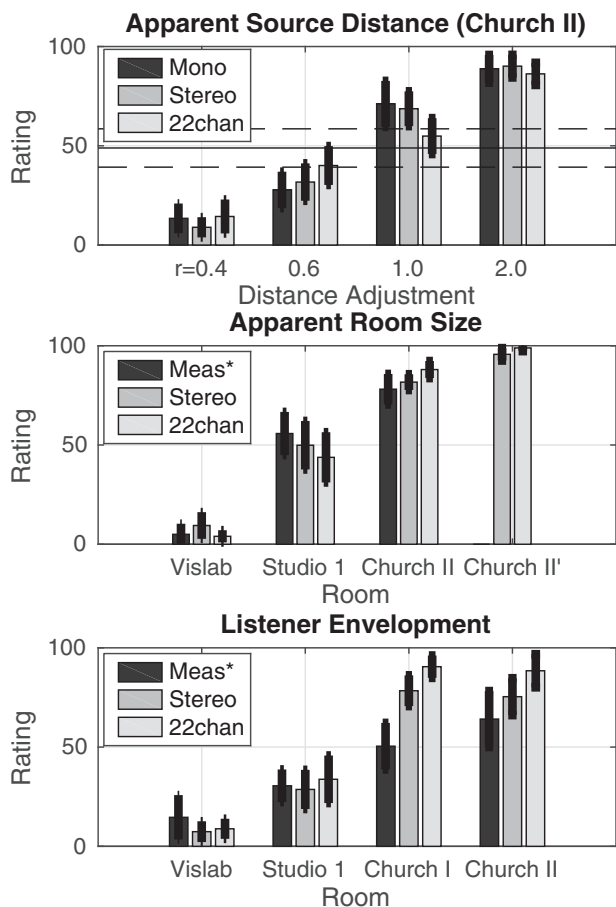 Apparent Source Distance (Church II)
100
Mono
Stereo
22chan
50
0
Rating
r=0.4 0.6 1.0 2.0
Distance Adjustment
Apparent Room Size
100
Meas*
Stereo
22chan
50
0
Rating
Vislab Studio 1 Church II Church II'
Room
Listener Envelopment
100
Meas*
Stereo
22chan
50
0
Rating
Vislab Studio 1 Church I Church II
Room